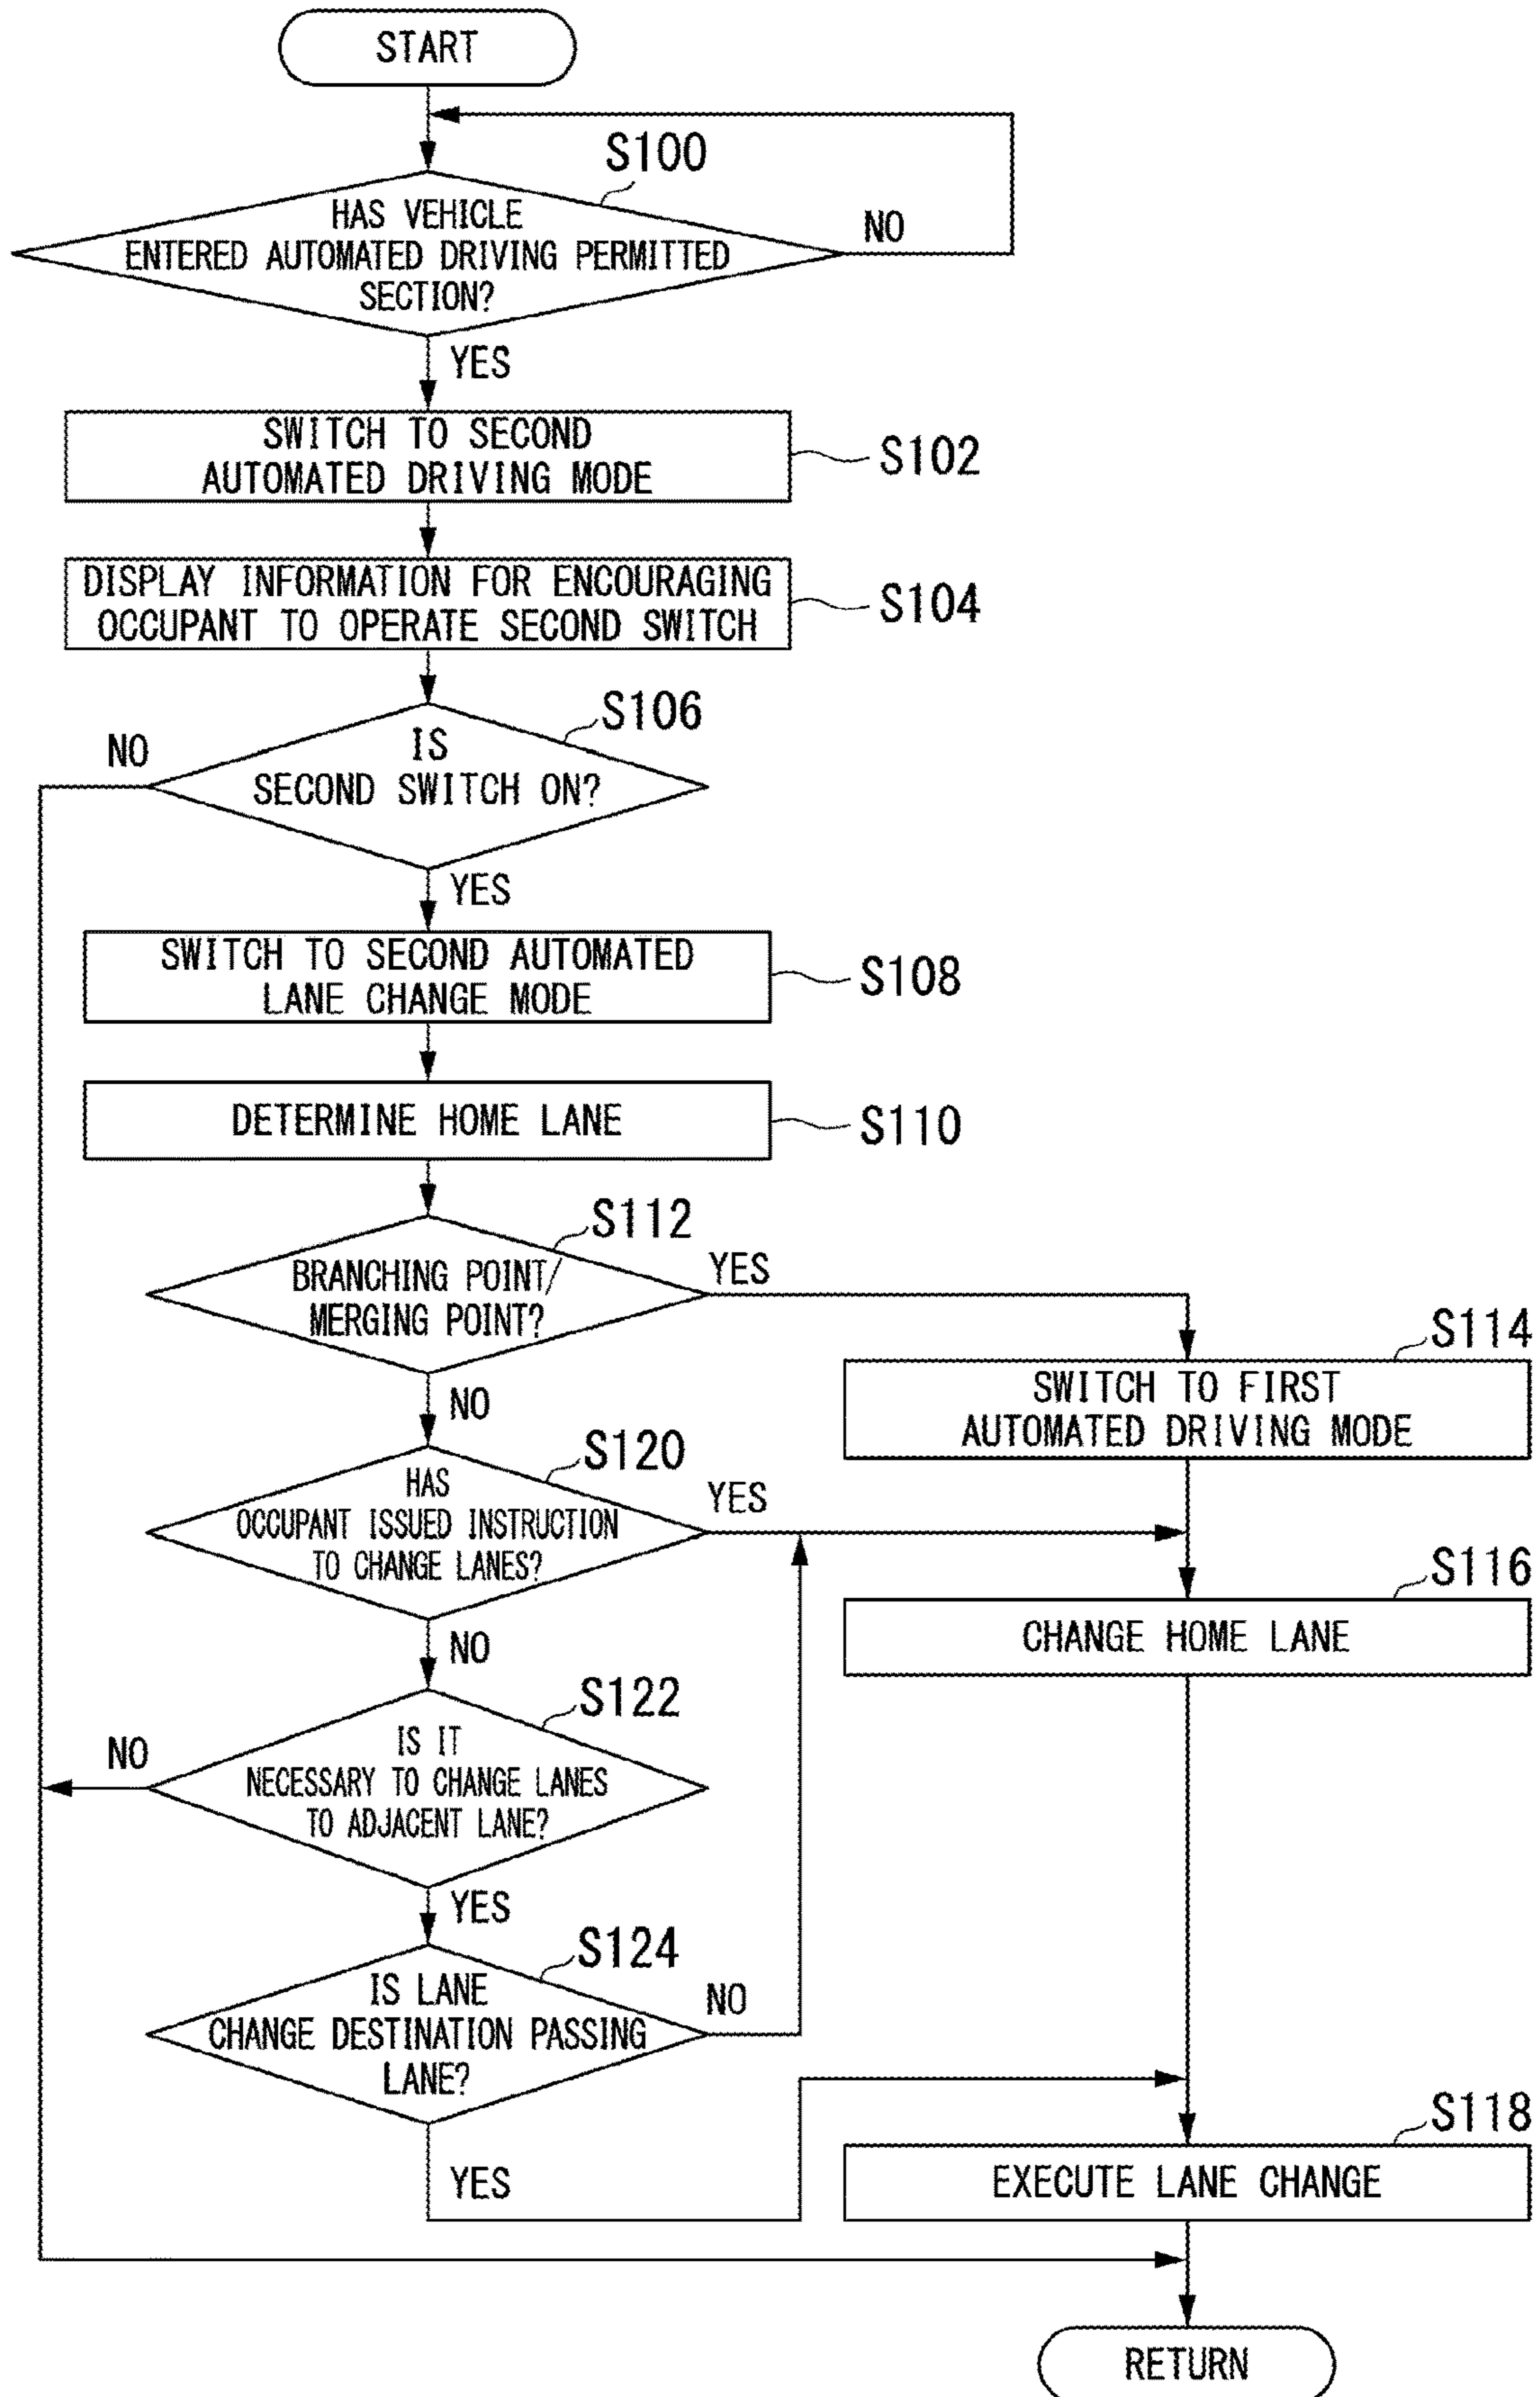 START
S100
HAS VEHICLE
ENTERED AUTOMATED DRIVING PERMITTED
SECTION?
NO
YES
SWITCH TO SECOND
AUTOMATED DRIVING MODE
S102
DISPLAY INFORMATION FOR ENCOURAGING
OCCUPANT TO OPERATE SECOND SWITCH
S104
S106
IS
SECOND SWITCH ON?
NO
YES
SWITCH TO SECOND AUTOMATED
LANE CHANGE MODE
S108
DETERMINE HOME LANE
S110
S112
BRANCHING POINT/
MERGING POINT?
YES
NO
S114
SWITCH TO FIRST
AUTOMATED DRIVING MODE
S120
HAS
OCCUPANT ISSUED INSTRUCTION
TO CHANGE LANES?
YES
NO
S116
CHANGE HOME LANE
S122
IS IT
NECESSARY TO CHANGE LANES
TO ADJACENT LANE?
NO
YES
S124
IS LANE
CHANGE DESTINATION PASSING
LANE?
NO
YES
S118
EXECUTE LANE CHANGE
RETURN